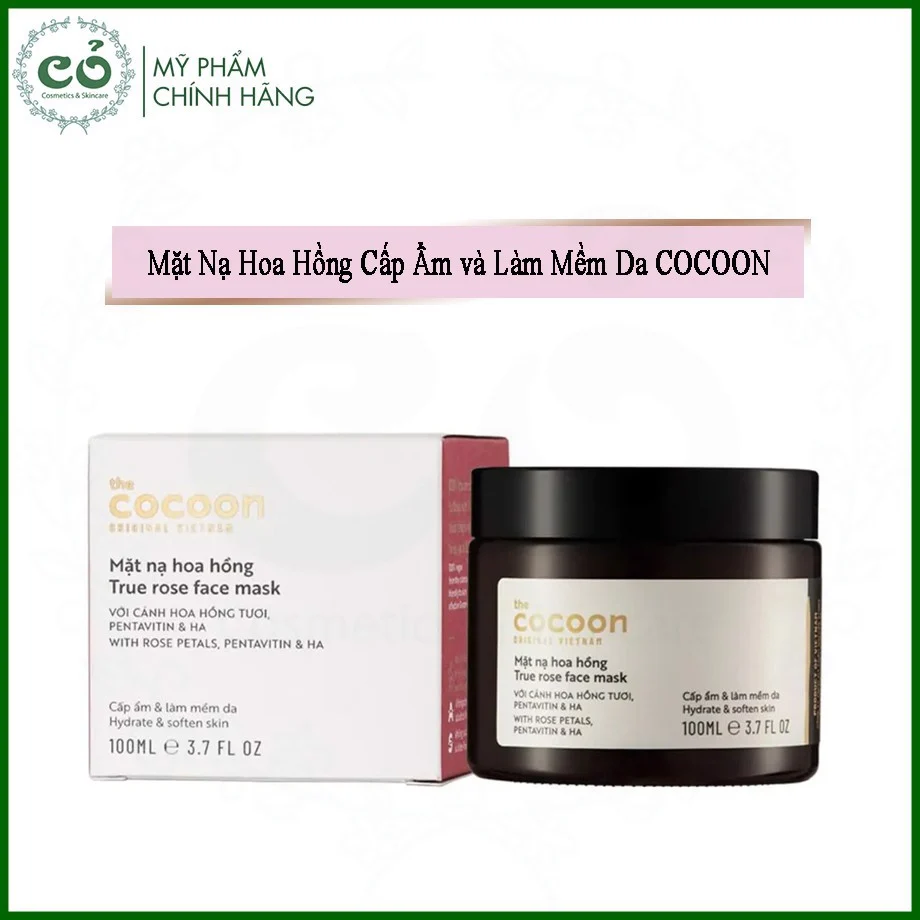 CỎ
Cosmetics & Skincare
MỸ PHẨM
CHÍNH HÃNG
Mặt Nạ Hoa Hồng Cấp Ẩm và Làm Mềm Da COCOON
the
cocoon
ORIGINAL VIETNAM
Mặt nạ hoa hồng
True rose face mask
VỚI CÁNH HOA HỒNG TƯƠI,
PENTAVITIN & HA
WITH ROSE PETALS, PENTAVITIN & HA
Cấp ẩm & làm mềm da
Hydrate & soften skin
100ML ℮ 3.7 FL OZ
the
cocoon
ORIGINAL VIETNAM
Mặt nạ hoa hồng
True rose face mask
VỚI CÁNH HOA HỒNG TƯƠI,
PENTAVITIN & HA
WITH ROSE PETALS,
PENTAVITIN & HA
Cấp ẩm & làm mềm da
Hydrate & soften skin
100ML ℮ 3.7 FL OZ
PRODUCT OF VIETNAM